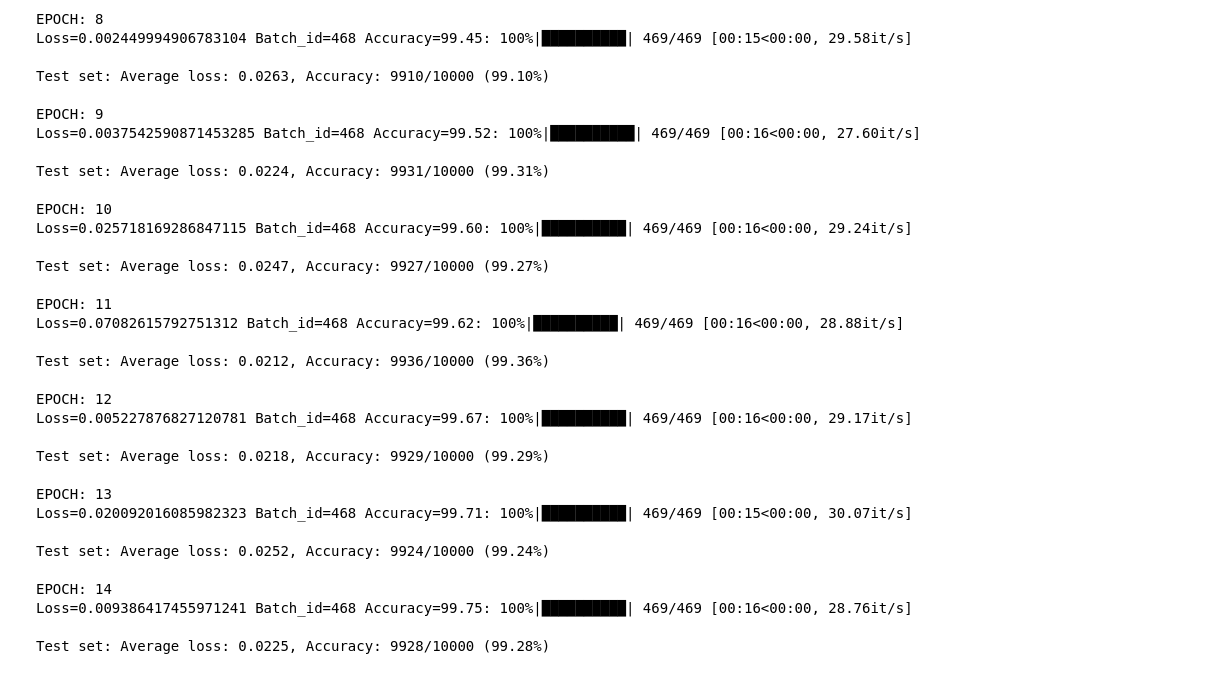 EPOCH: 8
Loss=0.002449994906783104 Batch_id=468 Accuracy=99.45: 100%|██████████| 469/469 [00:15<00:00, 29.58it/s]
Test set: Average loss: 0.0263, Accuracy: 9910/10000 (99.10%)
EPOCH: 9
Loss=0.0037542590871453285 Batch_id=468 Accuracy=99.52: 100%|██████████| 469/469 [00:16<00:00, 27.60it/s]
Test set: Average loss: 0.0224, Accuracy: 9931/10000 (99.31%)
EPOCH: 10
Loss=0.025718169286847115 Batch_id=468 Accuracy=99.60: 100%|██████████| 469/469 [00:16<00:00, 29.24it/s]
Test set: Average loss: 0.0247, Accuracy: 9927/10000 (99.27%)
EPOCH: 11
Loss=0.07082615792751312 Batch_id=468 Accuracy=99.62: 100%|██████████| 469/469 [00:16<00:00, 28.88it/s]
Test set: Average loss: 0.0212, Accuracy: 9936/10000 (99.36%)
EPOCH: 12
Loss=0.005227876827120781 Batch_id=468 Accuracy=99.67: 100%|██████████| 469/469 [00:16<00:00, 29.17it/s]
Test set: Average loss: 0.0218, Accuracy: 9929/10000 (99.29%)
EPOCH: 13
Loss=0.020092016085982323 Batch_id=468 Accuracy=99.71: 100%|██████████| 469/469 [00:15<00:00, 30.07it/s]
Test set: Average loss: 0.0252, Accuracy: 9924/10000 (99.24%)
EPOCH: 14
Loss=0.009386417455971241 Batch_id=468 Accuracy=99.75: 100%|██████████| 469/469 [00:16<00:00, 28.76it/s]
Test set: Average loss: 0.0225, Accuracy: 9928/10000 (99.28%)